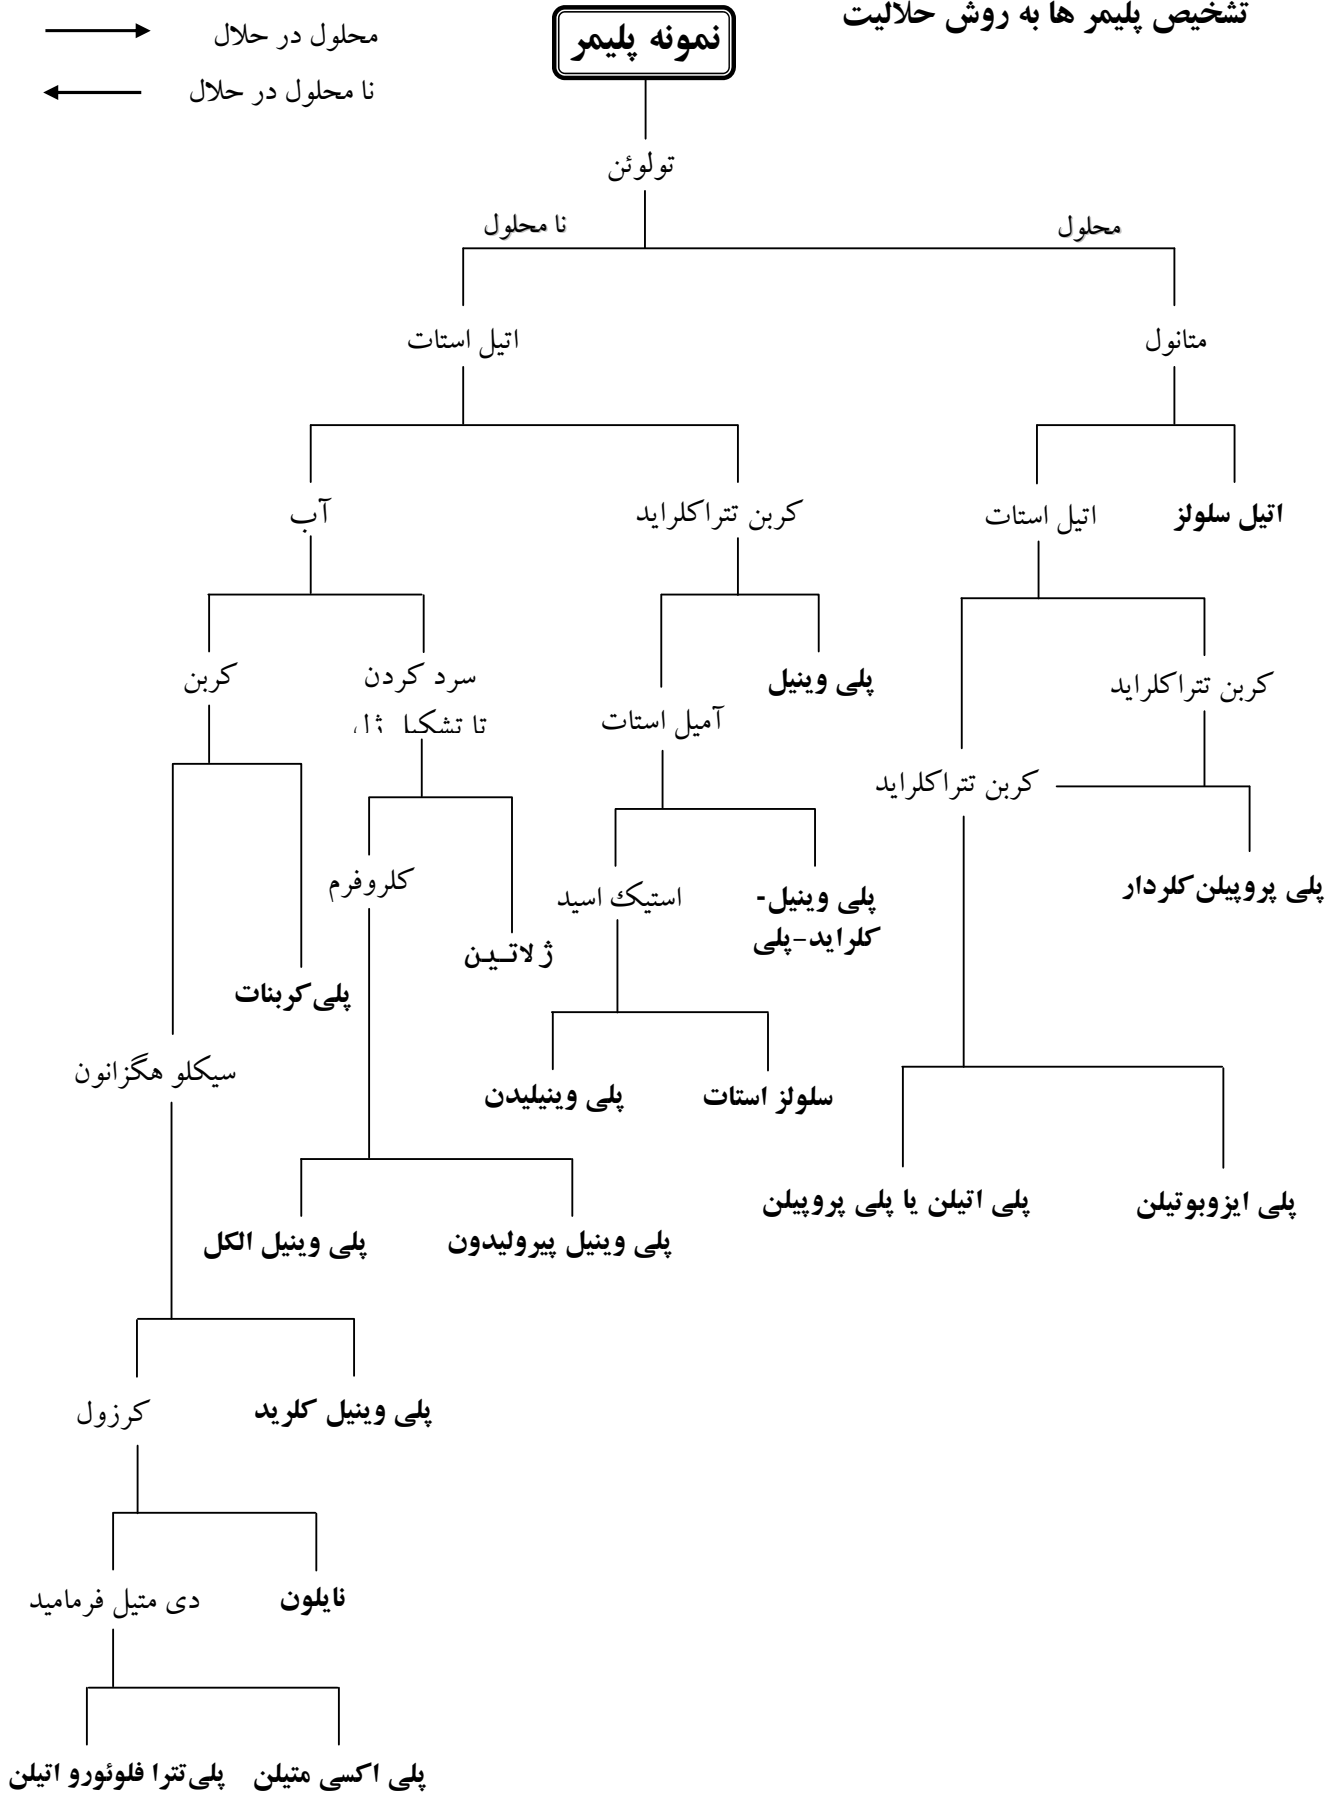 تشخیص پلیمر ها به روش حلالیت
نمونه پلیمر
محلول در حلال
نا محلول در حلال
تولوئن
محلول
نا محلول
متانول
اتیل استات
اتیل سلولز
اتیل استات
کربن تتراکلراید
آب
کربن تتراکلراید
پلی وینیل
سرد کردن
تا تشکیل ژل
کربن
آمیل استات
کربن تتراکلراید
پلی پروپیلن کلردار
پلی وینیل-
کلراید-پلی
استیک اسید
کلروفرم
ژلاتـیـن
پلی کربنات
سیکلو هگزانون
سلولز استات
پلی وینیلیدن
پلی ایزوبوتیلن
پلی اتیلن یا پلی پروپیلن
پلی وینیل پیرولیدون
پلی وینیل الکل
پلی وینیل کلرید
کرزول
نایلون
دی متیل فرمامید
پلی اکسی متیلن
پلی تترا فلوئورو اتیلن